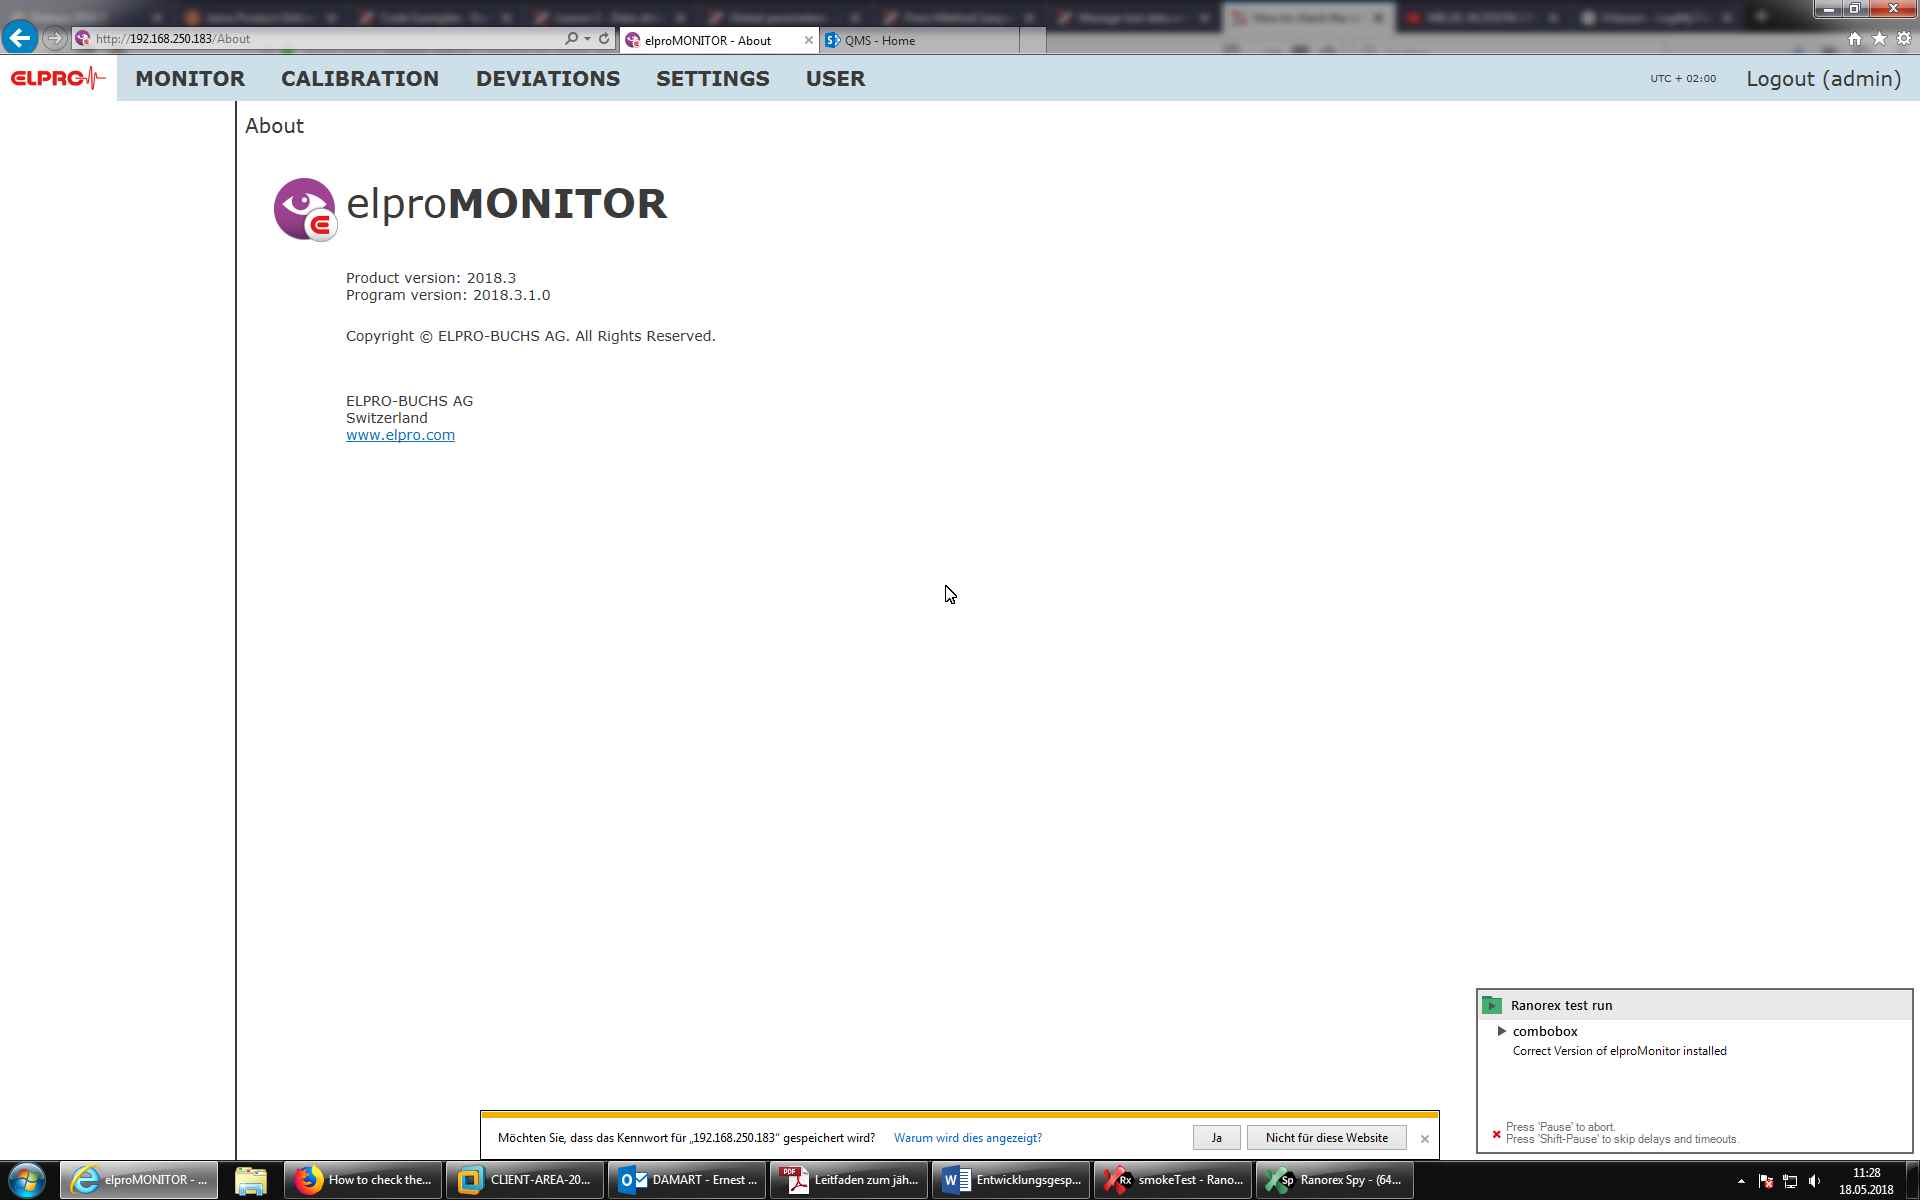 http://192.168.250.183/About
elproMONITOR - About
QMS - Home
ELPRO
MONITOR
CALIBRATION
DEVIATIONS
SETTINGS
USER
UTC + 02:00
Logout (admin)
About
elproMONITOR
Product version: 2018.3
Program version: 2018.3.1.0
Copyright © ELPRO-BUCHS AG. All Rights Reserved.
ELPRO-BUCHS AG
Switzerland
www.elpro.com
Ranorex test run
combobox
Correct Version of elproMonitor installed
Press 'Pause' to abort.
Press 'Shift-Pause' to skip delays and timeouts.
Möchten Sie, dass das Kennwort für „192.168.250.183“ gespeichert wird?
Warum wird dies angezeigt?
Ja
Nicht für diese Website
elproMONITOR - ...
How to check the...
CLIENT-AREA-20...
DAMART - Ernest ...
Leitfaden zum jäh...
Entwicklungsgesp...
smokeTest - Rano...
Ranorex Spy - (64...
11:28
18.05.2018